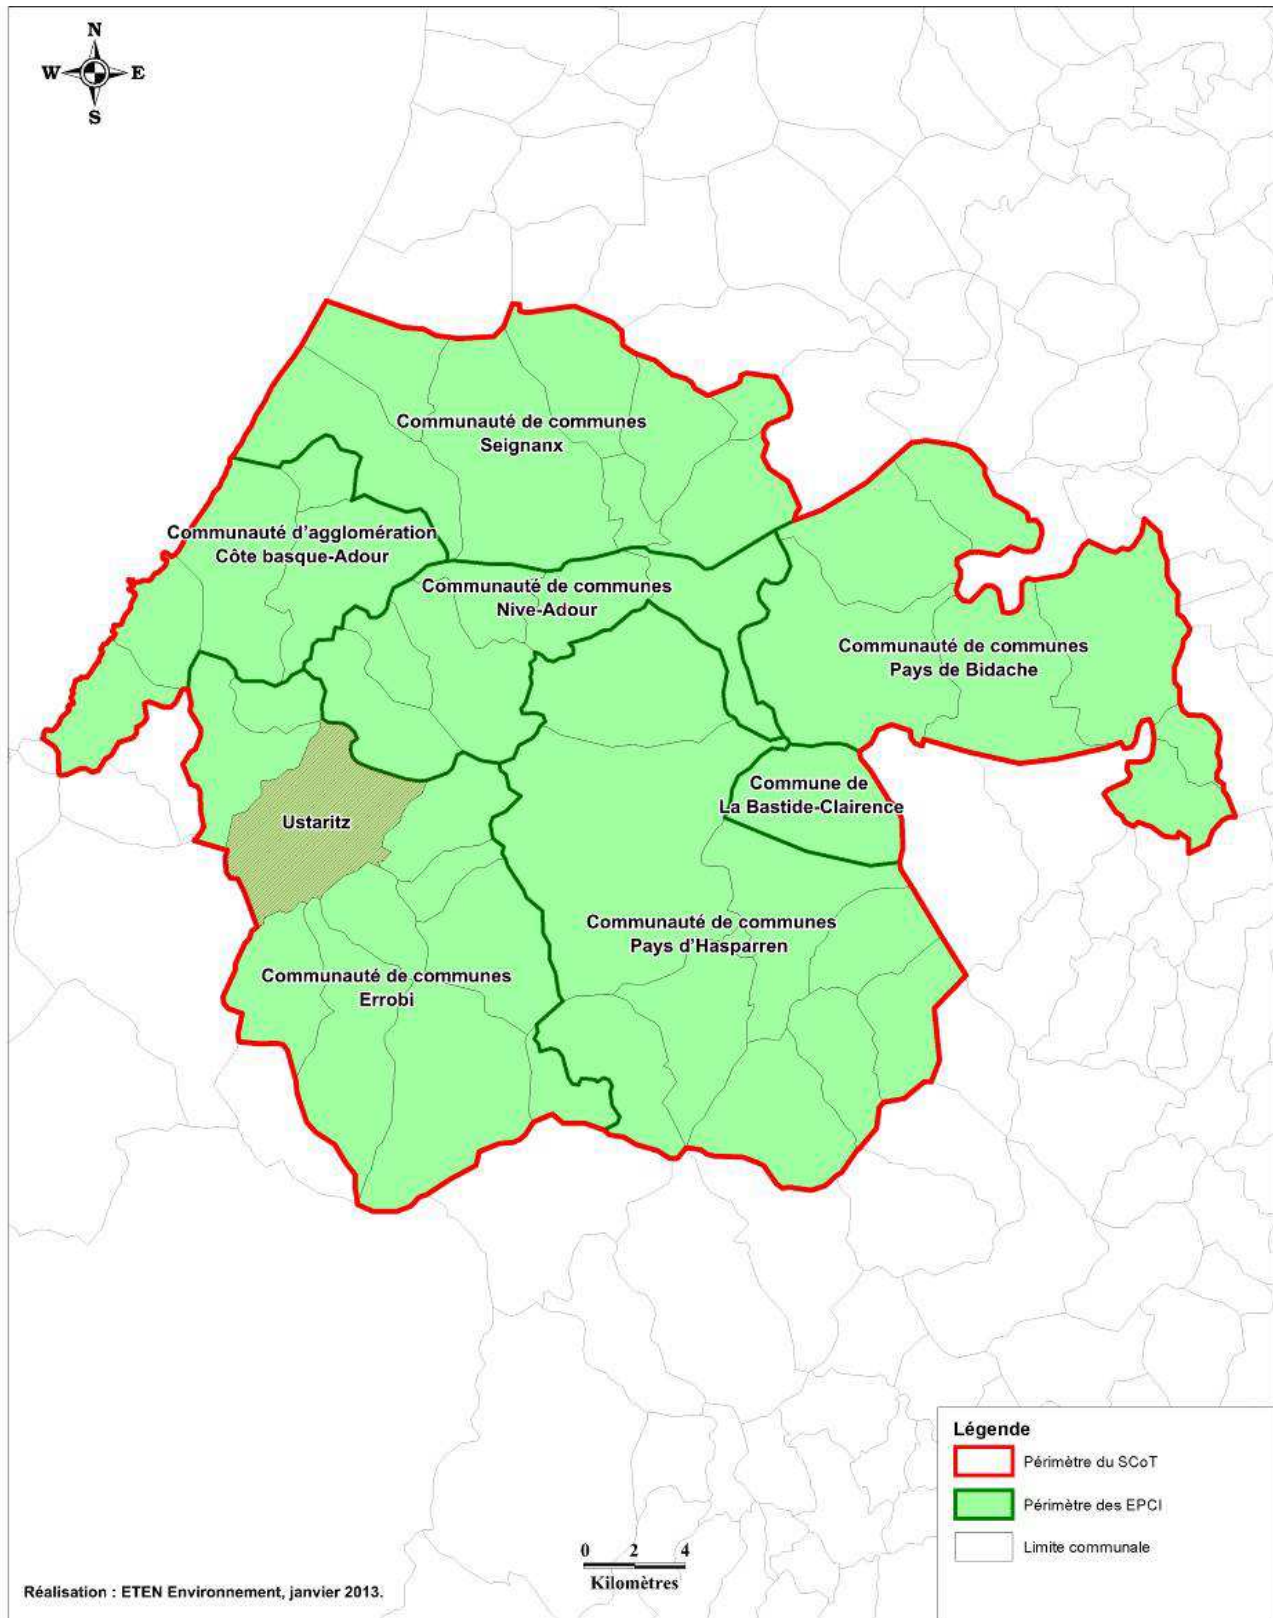 N
W E
S
Communauté de communes
Seignanx
Communauté d'agglomération
Côte basque-Adour
Communauté de communes
Nive-Adour
Communauté de communes
Pays de Bidache
Commune de
La Bastide-Clairence
Ustaritz
Communauté de communes
Pays d'Hasparren
Communauté de communes
Errobi
Légende
Périmètre du SCoT
Périmètre des EPCI
Limite communale
0 2 4
Kilomètres
Réalisation : ETEN Environnement, janvier 2013.